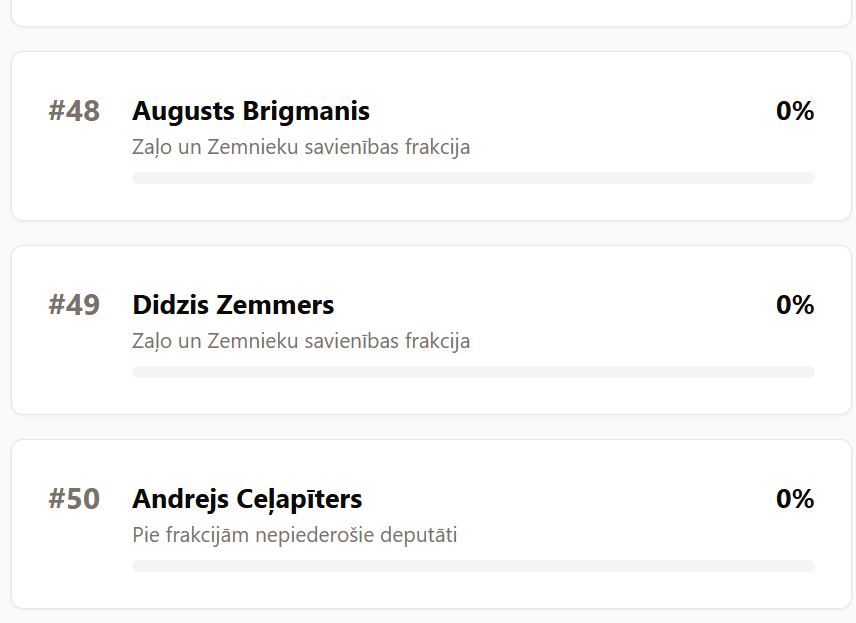 #48
Augusts Brigmanis
0%
Zaļo un Zemnieku savienības frakcija
#49
Didzis Zemmers
0%
Zaļo un Zemnieku savienības frakcija
#50
Andrejs Ceļapīters
0%
Pie frakcijām nepiederošie deputāti